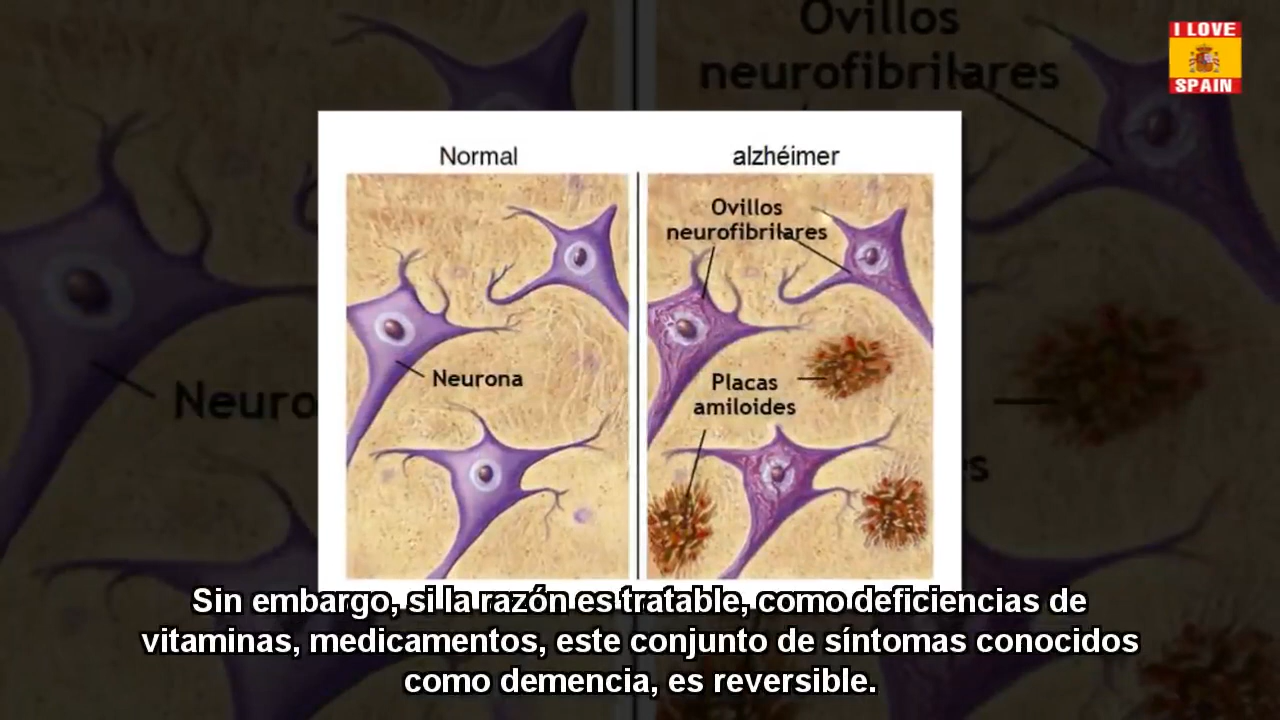 Ovillos
neurofibrilares
I LOVE
SPAIN
Normal
alzhéimer
Ovillos
neurofibrilares
Neurona
Placas
amiloides
Neuro
s
Sin embargo, si la razón es tratable, como deficiencias de
vitaminas, medicamentos, este conjunto de síntomas conocidos
como demencia, es reversible.